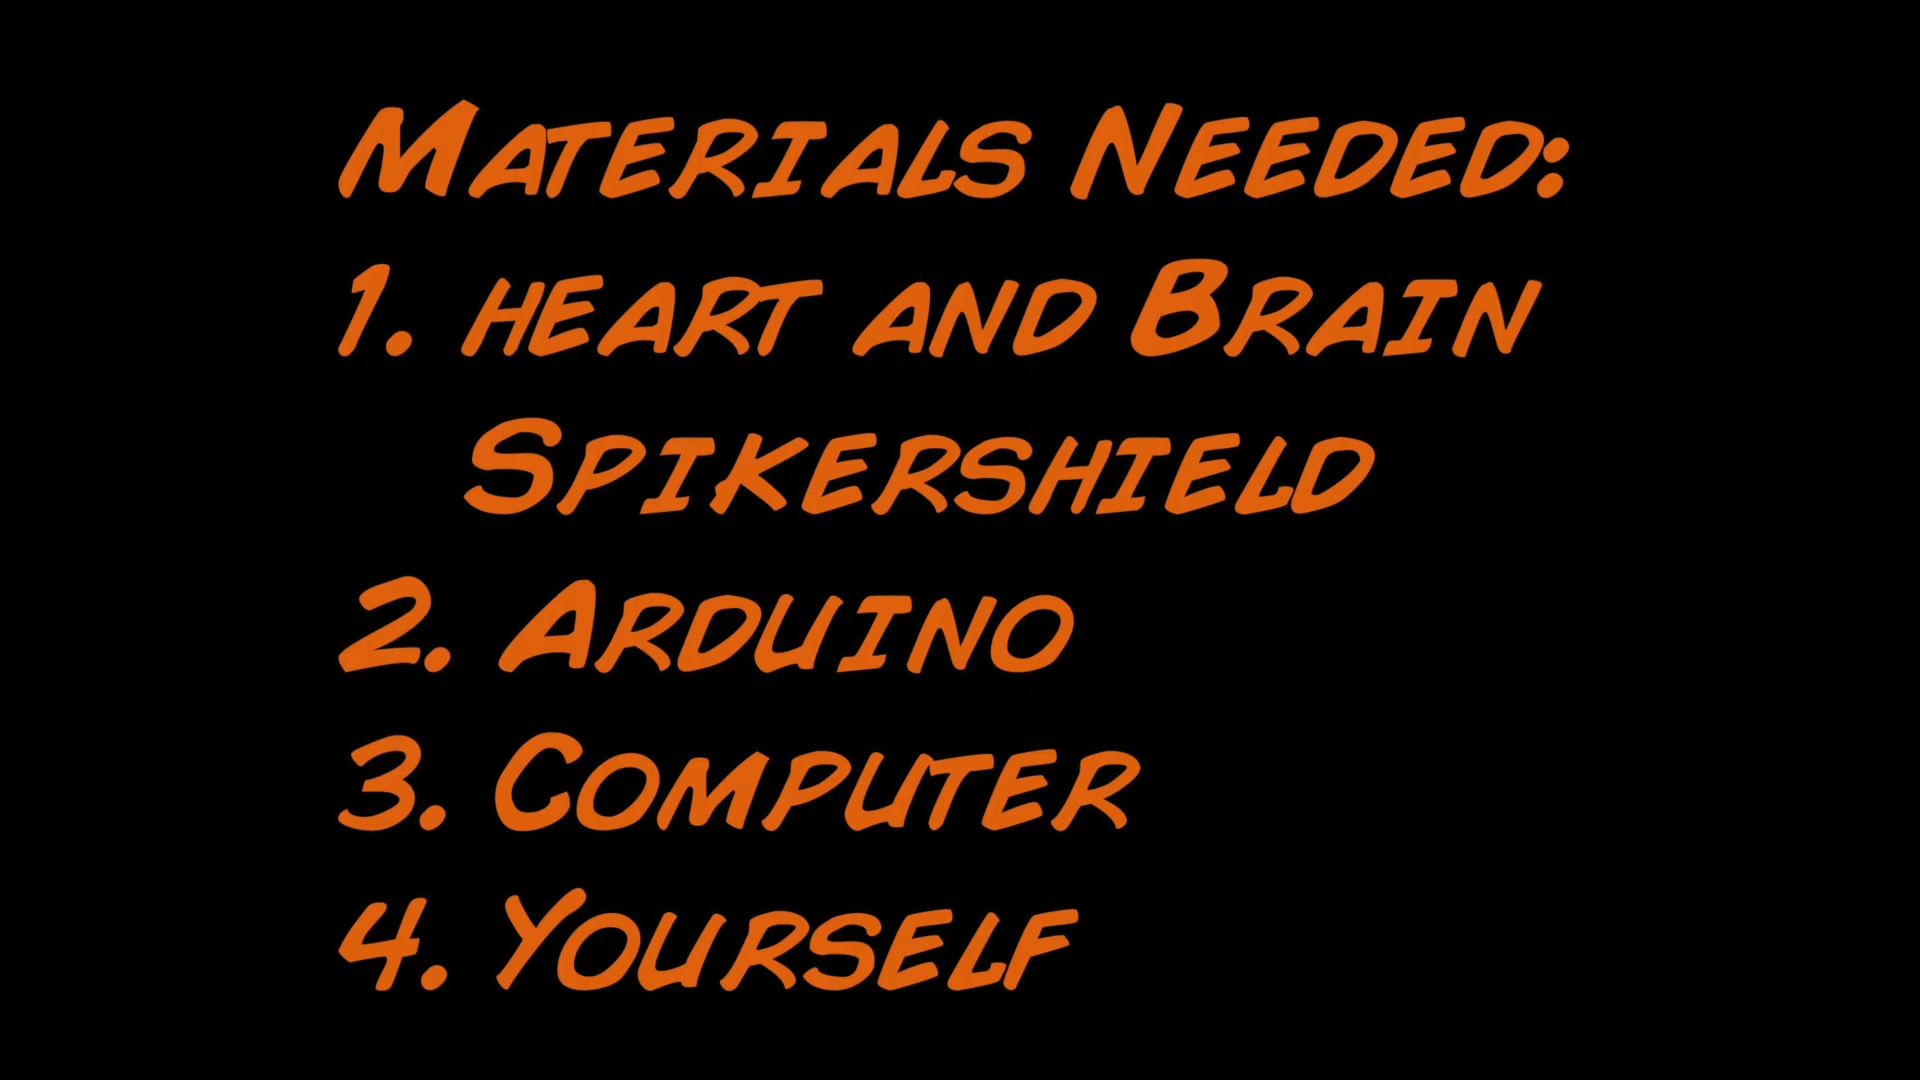 Materials Needed:
1. heart and Brain
Spikershield
2. Arduino
3. Computer
4. Yourself